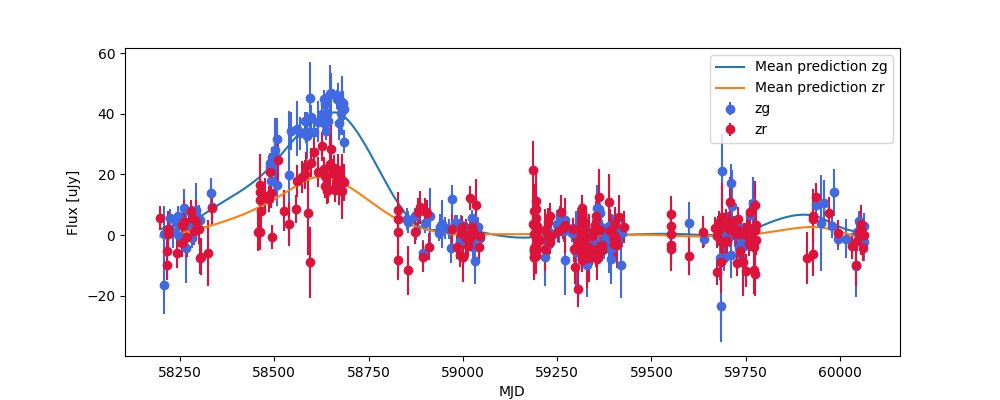 60
40
20
0
−20
Flux [uJy]
Mean prediction zg
Mean prediction zr
zg
zr
58250 58500 58750 59000 59250 59500 59750 60000
MJD